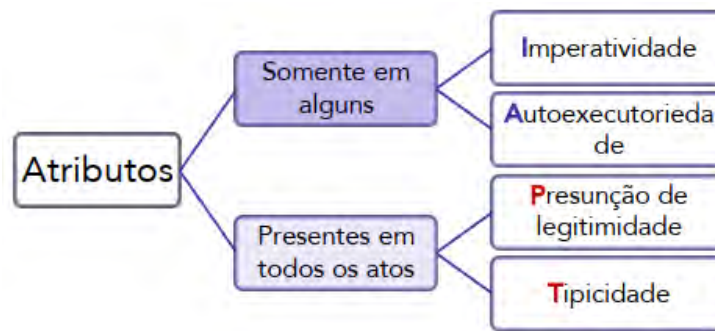 Atributos
Somente em
alguns
Imperatividade
Autoexecutorieda
de
Presentes em
todos os atos
Presunção de
legitimidade
Tipicidade